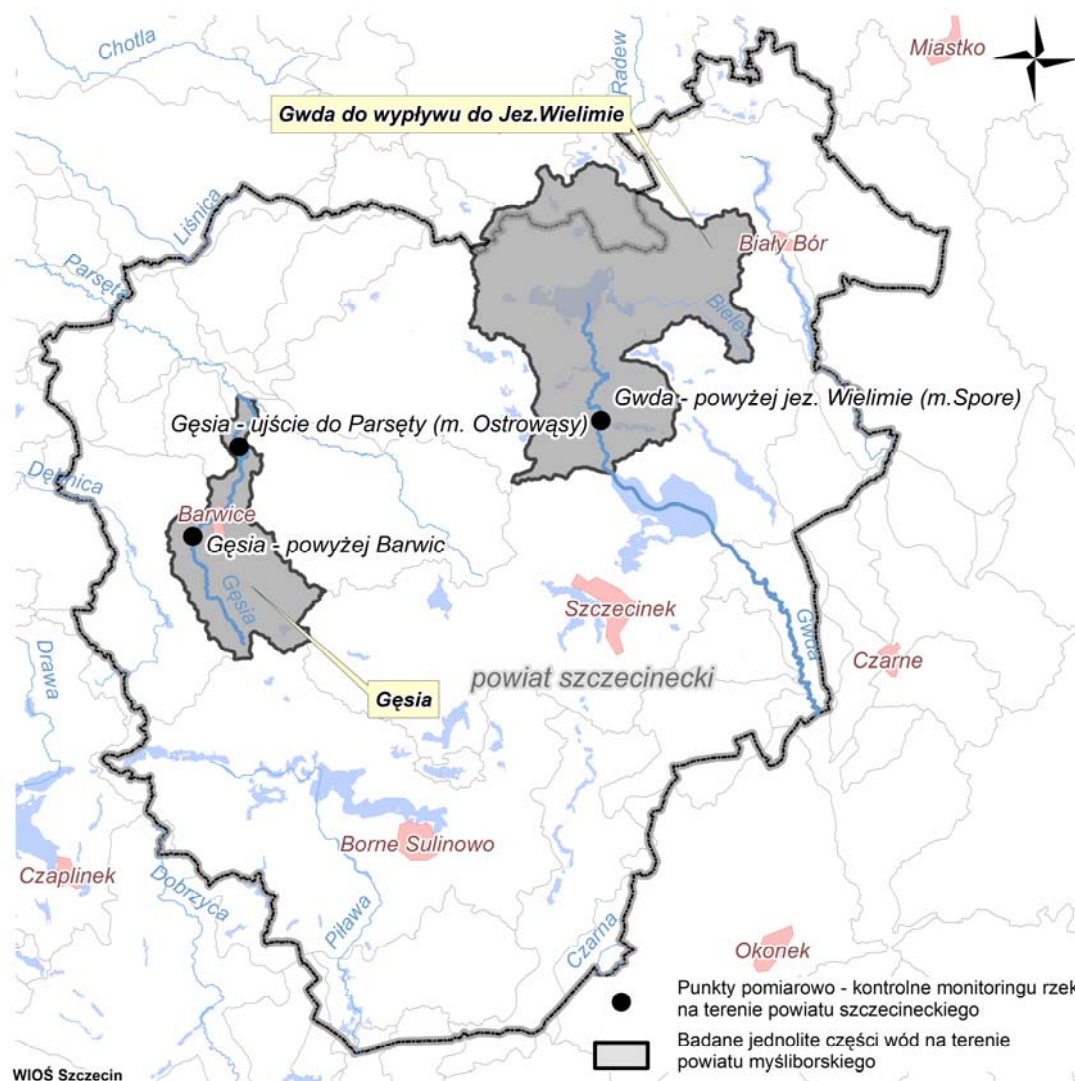 Chotla
Radew
Miastko
Gwda do wypływu do Jez.Wielimie
Liśnica
Biały Bór
Parsęta
Bielec
Gwda - powyżej jez. Wielimie (m.Spore)
Gęsia - ujście do Parsęty (m. Ostrowąsy)
Dębnica
Barwice
Gęsia - powyżej Barwic
Gęsia
Szczecinek
Gwda
Czarne
Drawa
powiat szczecinecki
Gęsia
Borne Sulinowo
Czaplinek
Dobrzyca
Piława
Czarna
Okonek
Punkty pomiarowo - kontrolne monitoringu rzek
na terenie powiatu szczecineckiego
Badane jednolite części wód na terenie
powiatu myśliborskiego
WIOŚ Szczecin